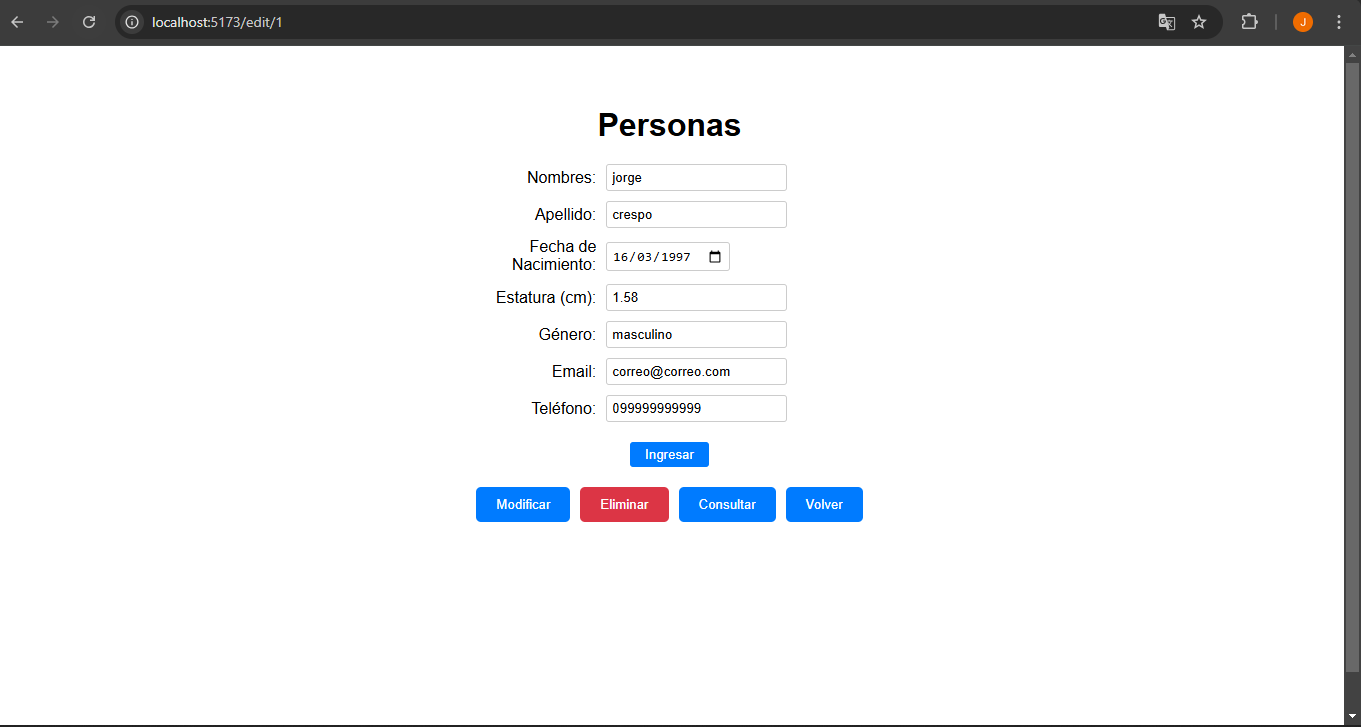 localhost:5173/edit/1
J
Personas
Nombres: jorge
Apellido: crespo
Fecha de
Nacimiento: 16/03/1997
Estatura (cm): 1.58
Género: masculino
Email: correo@correo.com
Teléfono: 099999999999
Ingresar
Modificar Eliminar Consultar Volver